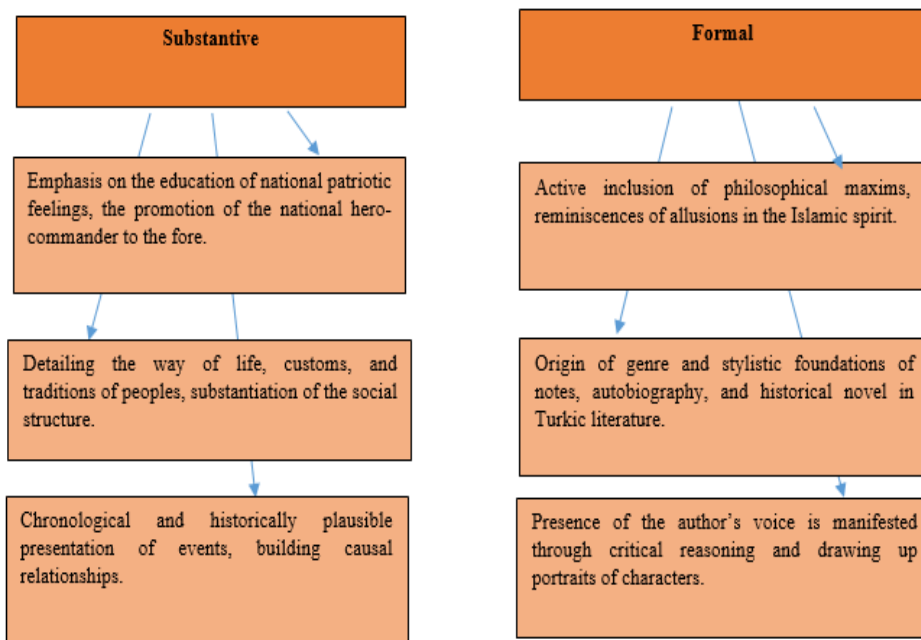 Substantive
Emphasis on the education of national patriotic
feelings, the promotion of the national hero-
commander to the fore.
Detailing the way of life, customs, and
traditions of peoples, substantiation of the social
structure.
Chronological and historically plausible
presentation of events, building causal
relationships.
Formal
Active inclusion of philosophical maxims,
reminiscences of allusions in the Islamic spirit.
Origin of genre and stylistic foundations of
notes, autobiography, and historical novel in
Turkic literature.
Presence of the author’s voice is manifested
through critical reasoning and drawing up
portraits of characters.